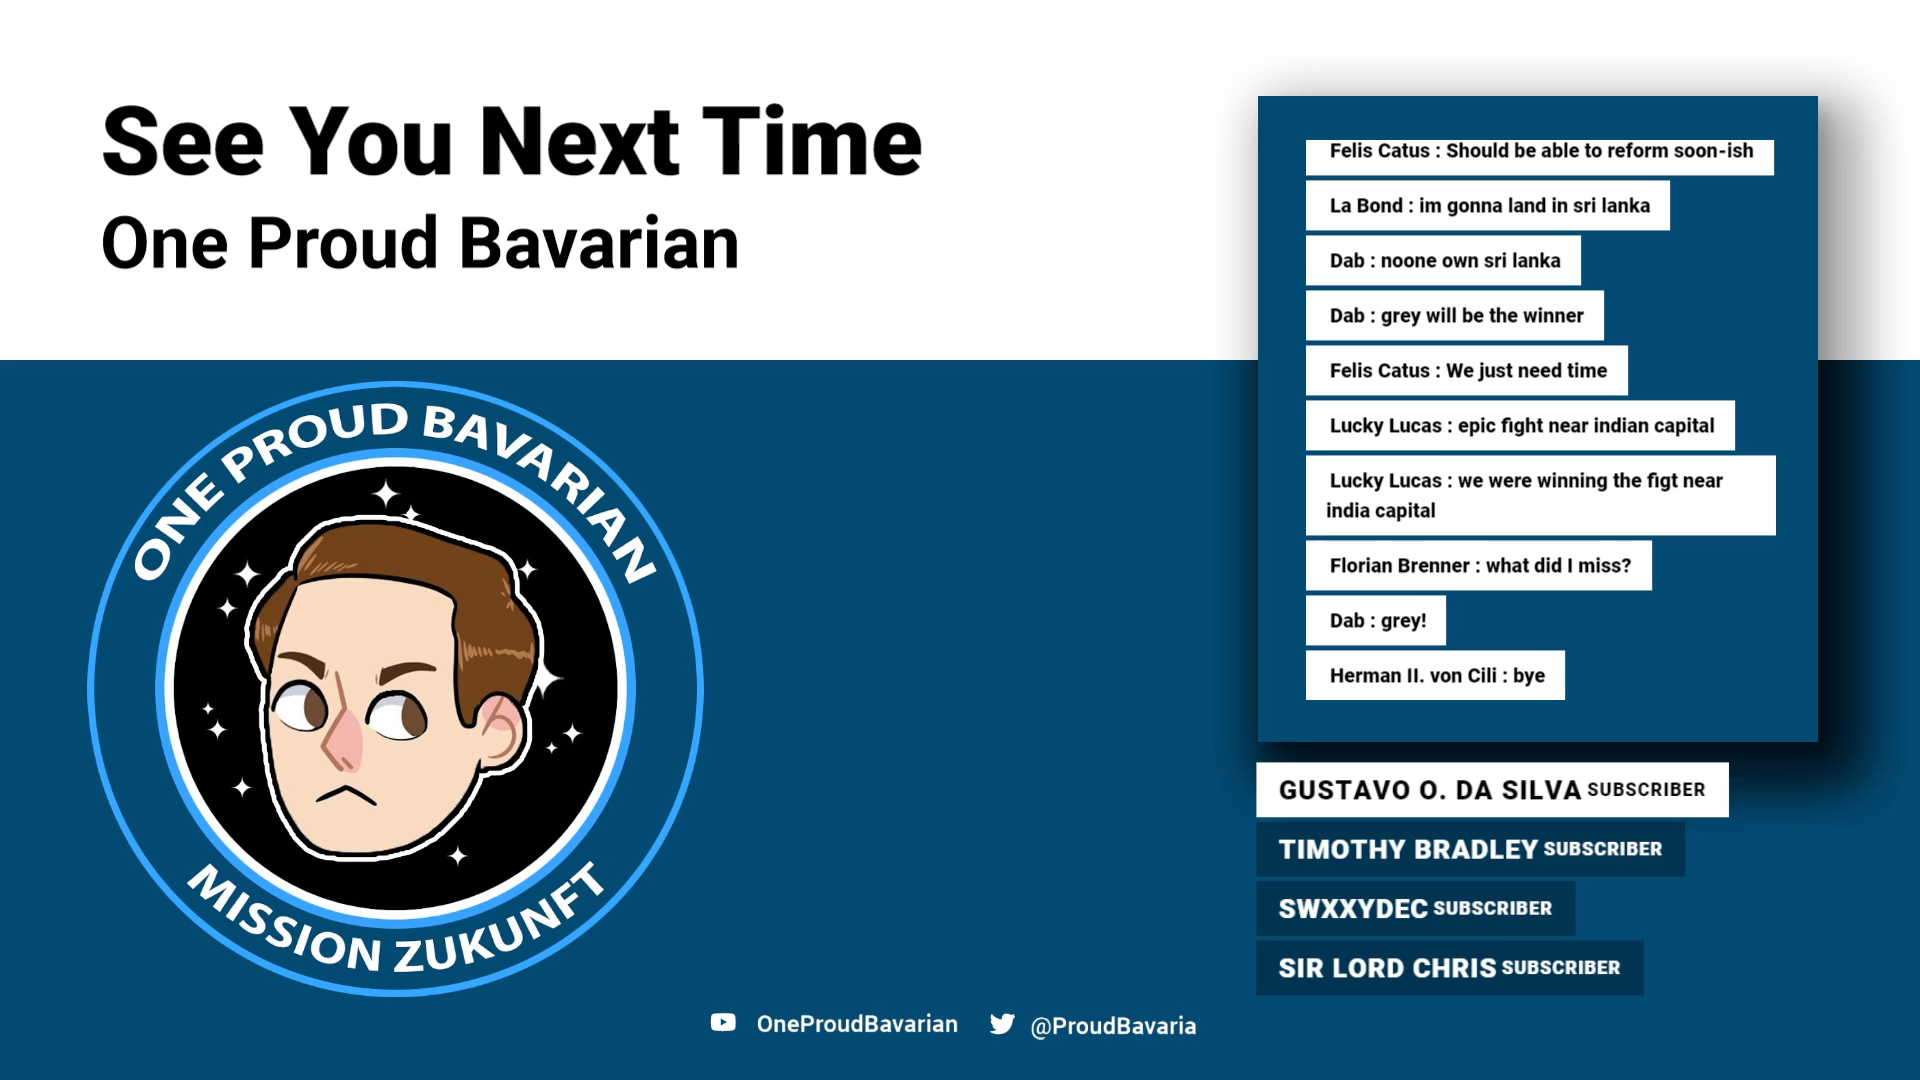 See You Next Time
One Proud Bavarian
ONE PROUD BAVARIAN
MISSION ZUKUNFT
Felis Catus : Should be able to reform soon-ish
La Bond : im gonna land in sri lanka
Dab : noone own sri lanka
Dab : grey will be the winner
Felis Catus : We just need time
Lucky Lucas : epic fight near indian capital
Lucky Lucas : we were winning the figt near
india capital
Florian Brenner : what did I miss?
Dab : grey!
Herman II. von Cili : bye
GUSTAVO O. DA SILVA SUBSCRIBER
TIMOTHY BRADLEY SUBSCRIBER
SWXXYDEC SUBSCRIBER
SIR LORD CHRIS SUBSCRIBER
OneProudBavarian @ProudBavaria